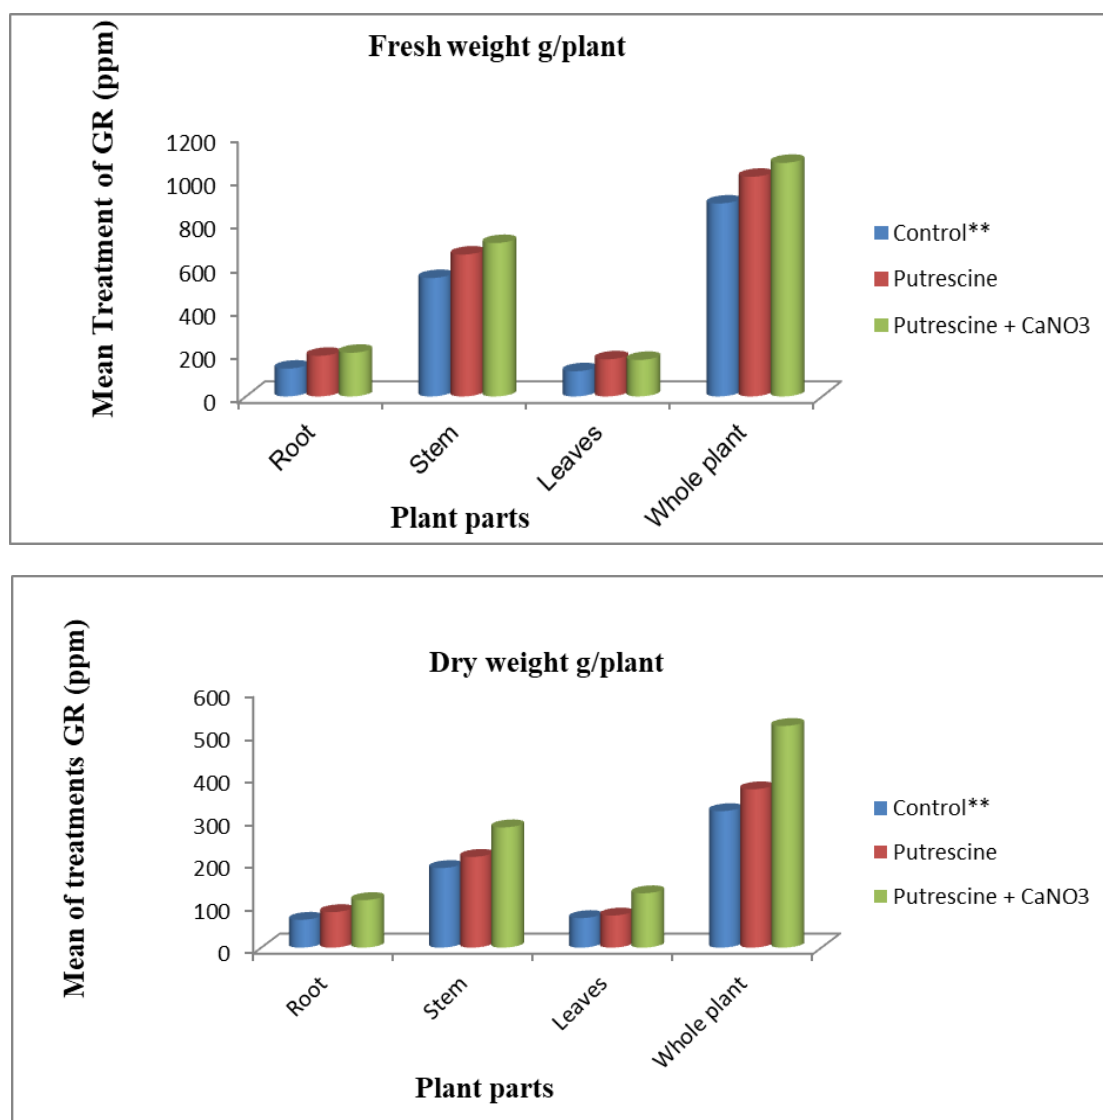 Fresh weight g/plant
Mean Treatment of GR (ppm)
1200
1000
800
600
400
200
0
Root
Stem
Leaves
Whole plant
Plant parts
Control**
Putrescine
Putrescine + CaNO3
Dry weight g/plant
Mean of treatments GR (ppm)
600
500
400
300
200
100
0
Root
Stem
Leaves
Whole plant
Plant parts
Control**
Putrescine
Putrescine + CaNO3